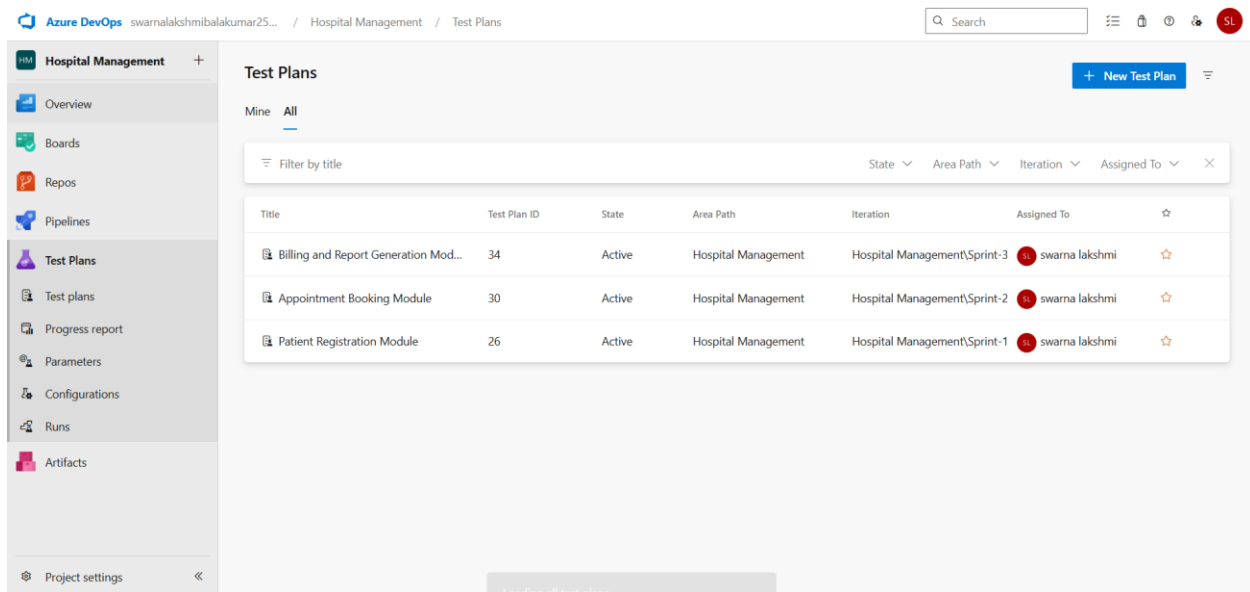 Azure DevOps swarnalakshmibalakumar25... / Hospital Management / Test Plans
Search
SL
HM Hospital Management
Overview
Boards
Repos
Pipelines
Test Plans
Test plans
Progress report
Parameters
Configurations
Runs
Artifacts
Project settings
Test Plans
+ New Test Plan
Mine All
Filter by title State Area Path Iteration Assigned To
Title Test Plan ID State Area Path Iteration Assigned To
Billing and Report Generation Mod... 34 Active Hospital Management Hospital Management\Sprint-3 SL swarna lakshmi
Appointment Booking Module 30 Active Hospital Management Hospital Management\Sprint-2 SL swarna lakshmi
Patient Registration Module 26 Active Hospital Management Hospital Management\Sprint-1 SL swarna lakshmi